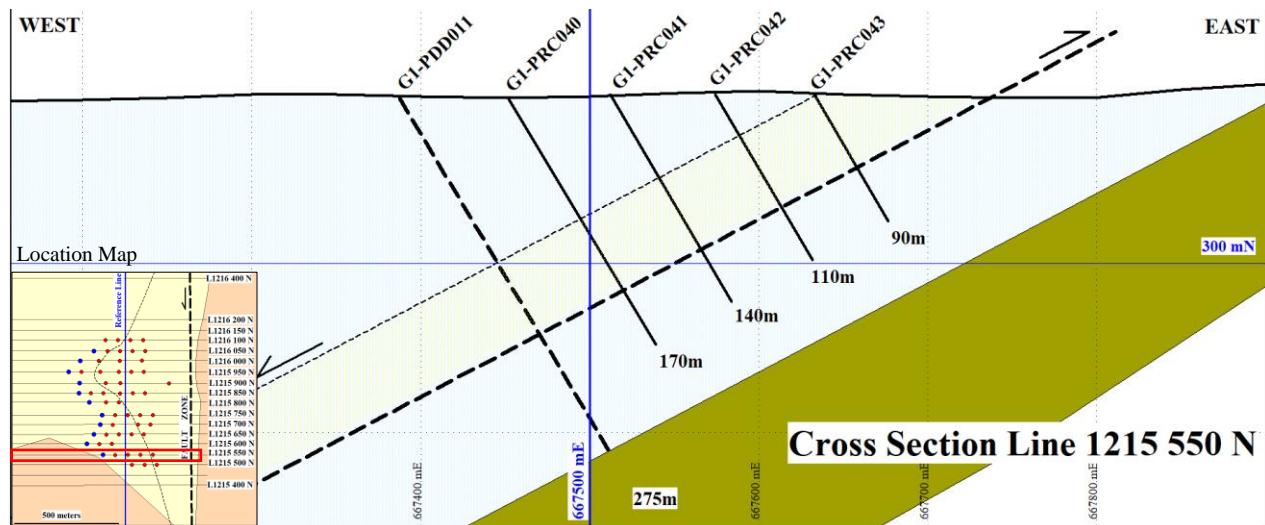 WEST
EAST
G1-PDD011
G1-PRC040
G1-PRC041
G1-PRC042
G1-PRC043
90m
110m
140m
170m
275m
300 mN
Location Map
Reference Line
FAULT ZONE
L1216 400 N
L1216 200 N
L1216 150 N
L1216 100 N
L1216 050 N
L1216 000 N
L1215 950 N
L1215 900 N
L1215 850 N
L1215 800 N
L1215 750 N
L1215 700 N
L1215 650 N
L1215 600 N
L1215 550 N
L1215 500 N
L1215 400 N
500 meters
667400 mE
667500 mE
667600 mE
667700 mE
667800 mE
Cross Section Line 1215 550 N